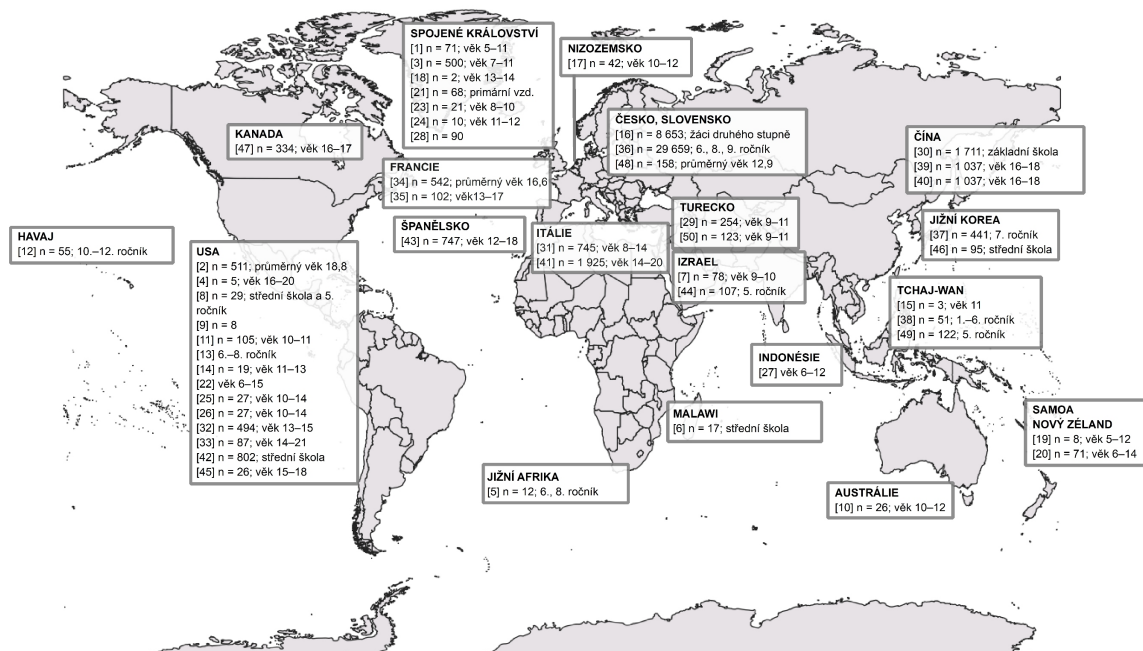 SPOJENÉ KRÁLOVSTVÍ
[1] n = 71; věk 5–11
[3] n = 500; věk 7–11
[18] n = 2; věk 13–14
[21] n = 68; primární vzd.
[23] n = 21; věk 8–10
[24] n = 10; věk 11–12
[28] n = 90
NIZOZEMSKO
[17] n = 42; věk 10–12
ČESKO, SLOVENSKO
[16] n = 8 653; žáci druhého stupně
[36] n = 29 659; 6., 8., 9. ročník
[48] n = 158; průměrný věk 12,9
KANADA
[47] n = 334; věk 16–17
ČÍNA
[30] n = 1 711; základní škola
[39] n = 1 037; věk 16–18
[40] n = 1 037; věk 16–18
FRANCIE
[34] n = 542; průměrný věk 16,6
[35] n = 102; věk13–17
TURECKO
[29] n = 254; věk 9–11
[50] n = 123; věk 9–11
JIŽNÍ KOREA
[37] n = 441; 7. ročník
[46] n = 95; střední škola
ŠPANĚLSKO
[43] n = 747; věk 12–18
ITÁLIE
[31] n = 745; věk 8–14
[41] n = 1 925; věk 14–20
HAVAJ
[12] n = 55; 10.–12. ročník
USA
[2] n = 511; průměrný věk 18,8
[4] n = 5; věk 16–20
[8] n = 29; střední škola a 5.
ročník
[9] n = 8
[11] n = 105; věk 10–11
[13] 6.–8. ročník
[14] n = 19; věk 11–13
[22] věk 6–15
[25] n = 27; věk 10–14
[26] n = 27; věk 10–14
[32] n = 494; věk 13–15
[33] n = 87; věk 14–21
[42] n = 802; střední škola
[45] n = 26; věk 15–18
IZRAEL
[7] n = 78; věk 9–10
[44] n = 107; 5. ročník
TCHAJ-WAN
[15] n = 3; věk 11
[38] n = 51; 1.–6. ročník
[49] n = 122; 5. ročník
INDONÉSIE
[27] věk 6–12
MALAWI
[6] n = 17; střední škola
SAMOA
NOVÝ ZÉLAND
[19] n = 8; věk 5–12
[20] n = 71; věk 6–14
JIŽNÍ AFRIKA
[5] n = 12; 6., 8. ročník
AUSTRÁLIE
[10] n = 26; věk 10–12